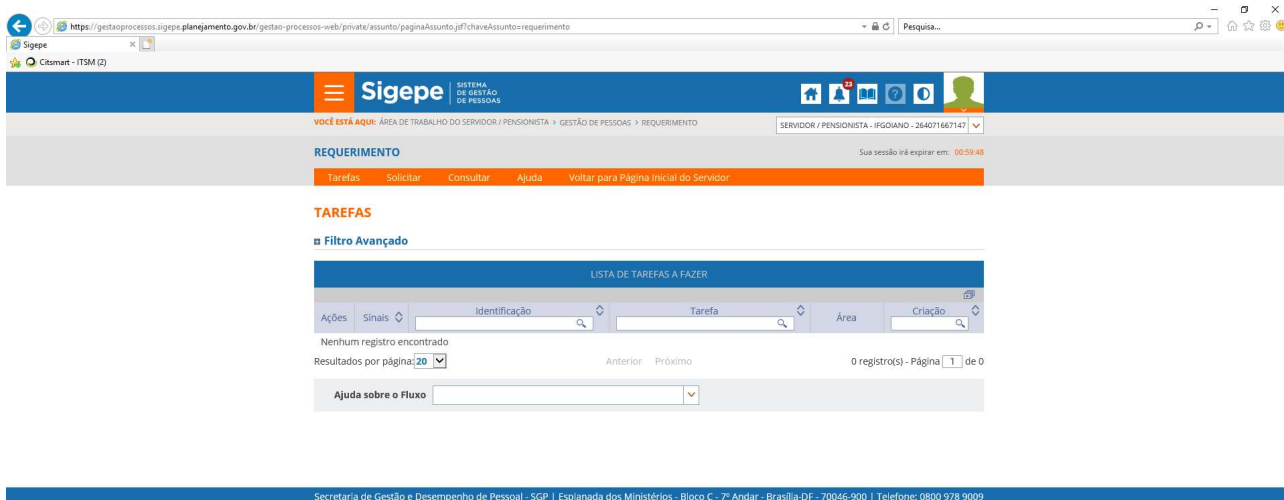 https://gestaoprocessos.sigepe.planejamento.gov.br/gestao-processos-web/private/assunto/paginaAssunto.jsf?chaveAssunto=requerimento
Pesquisa...
Sigepe
Citsmart - ITSM (2)
Sigepe
SISTEMA
DE GESTÃO
DE PESSOAS
23
VOCÊ ESTÁ AQUI: ÁREA DE TRABALHO DO SERVIDOR / PENSIONISTA > GESTÃO DE PESSOAS > REQUERIMENTO
SERVIDOR / PENSIONISTA - IFGOIANO - 264071667147
REQUERIMENTO
Sua sessão irá expirar em: 00:59:48
Tarefas Solicitar Consultar Ajuda Voltar para Página Inicial do Servidor
TAREFAS
Filtro Avançado
LISTA DE TAREFAS A FAZER
Ações Sinais Identificação Tarefa Área Criação
Nenhum registro encontrado
Resultados por página: 20 Anterior Próximo 0 registro(s) - Página 1 de 0
Ajuda sobre o Fluxo
Secretaria de Gestão e Desempenho de Pessoal - SGP | Esplanada dos Ministérios - Bloco C - 7º Andar - Brasília-DF - 70046-900 | Telefone: 0800 978 9009